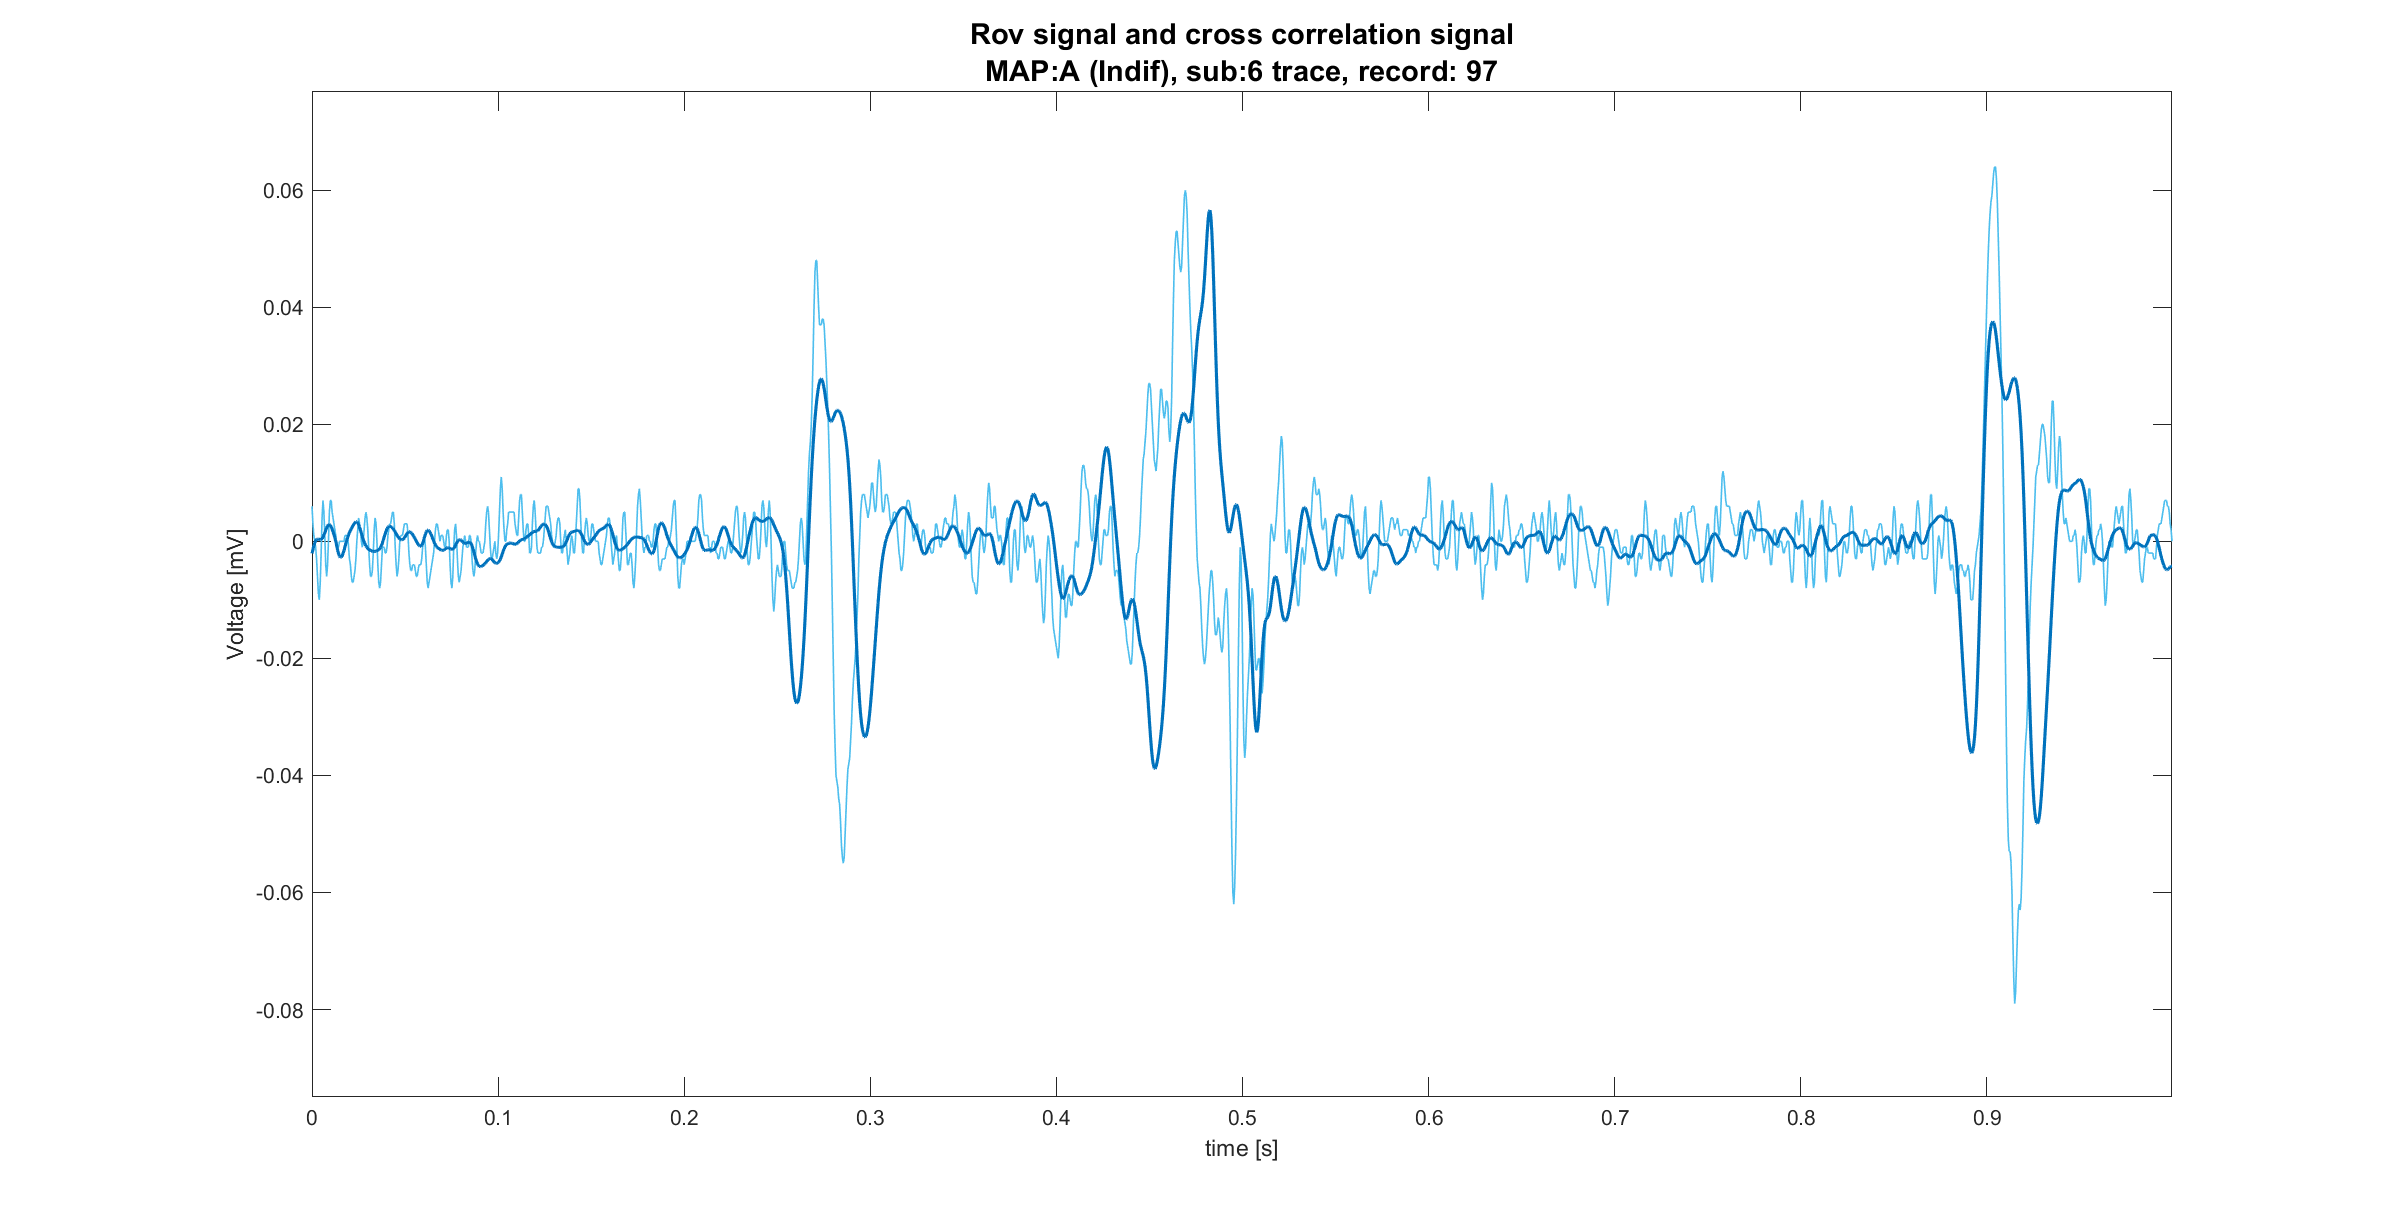 Rov signal and cross correlation signal
MAP:A (Indif), sub:6 trace, record: 97
0.06
0.04
0.02
0
-0.02
-0.04
-0.06
-0.08
Voltage [mV]
0 0.1 0.2 0.3 0.4 0.5 0.6 0.7 0.8 0.9
time [s]